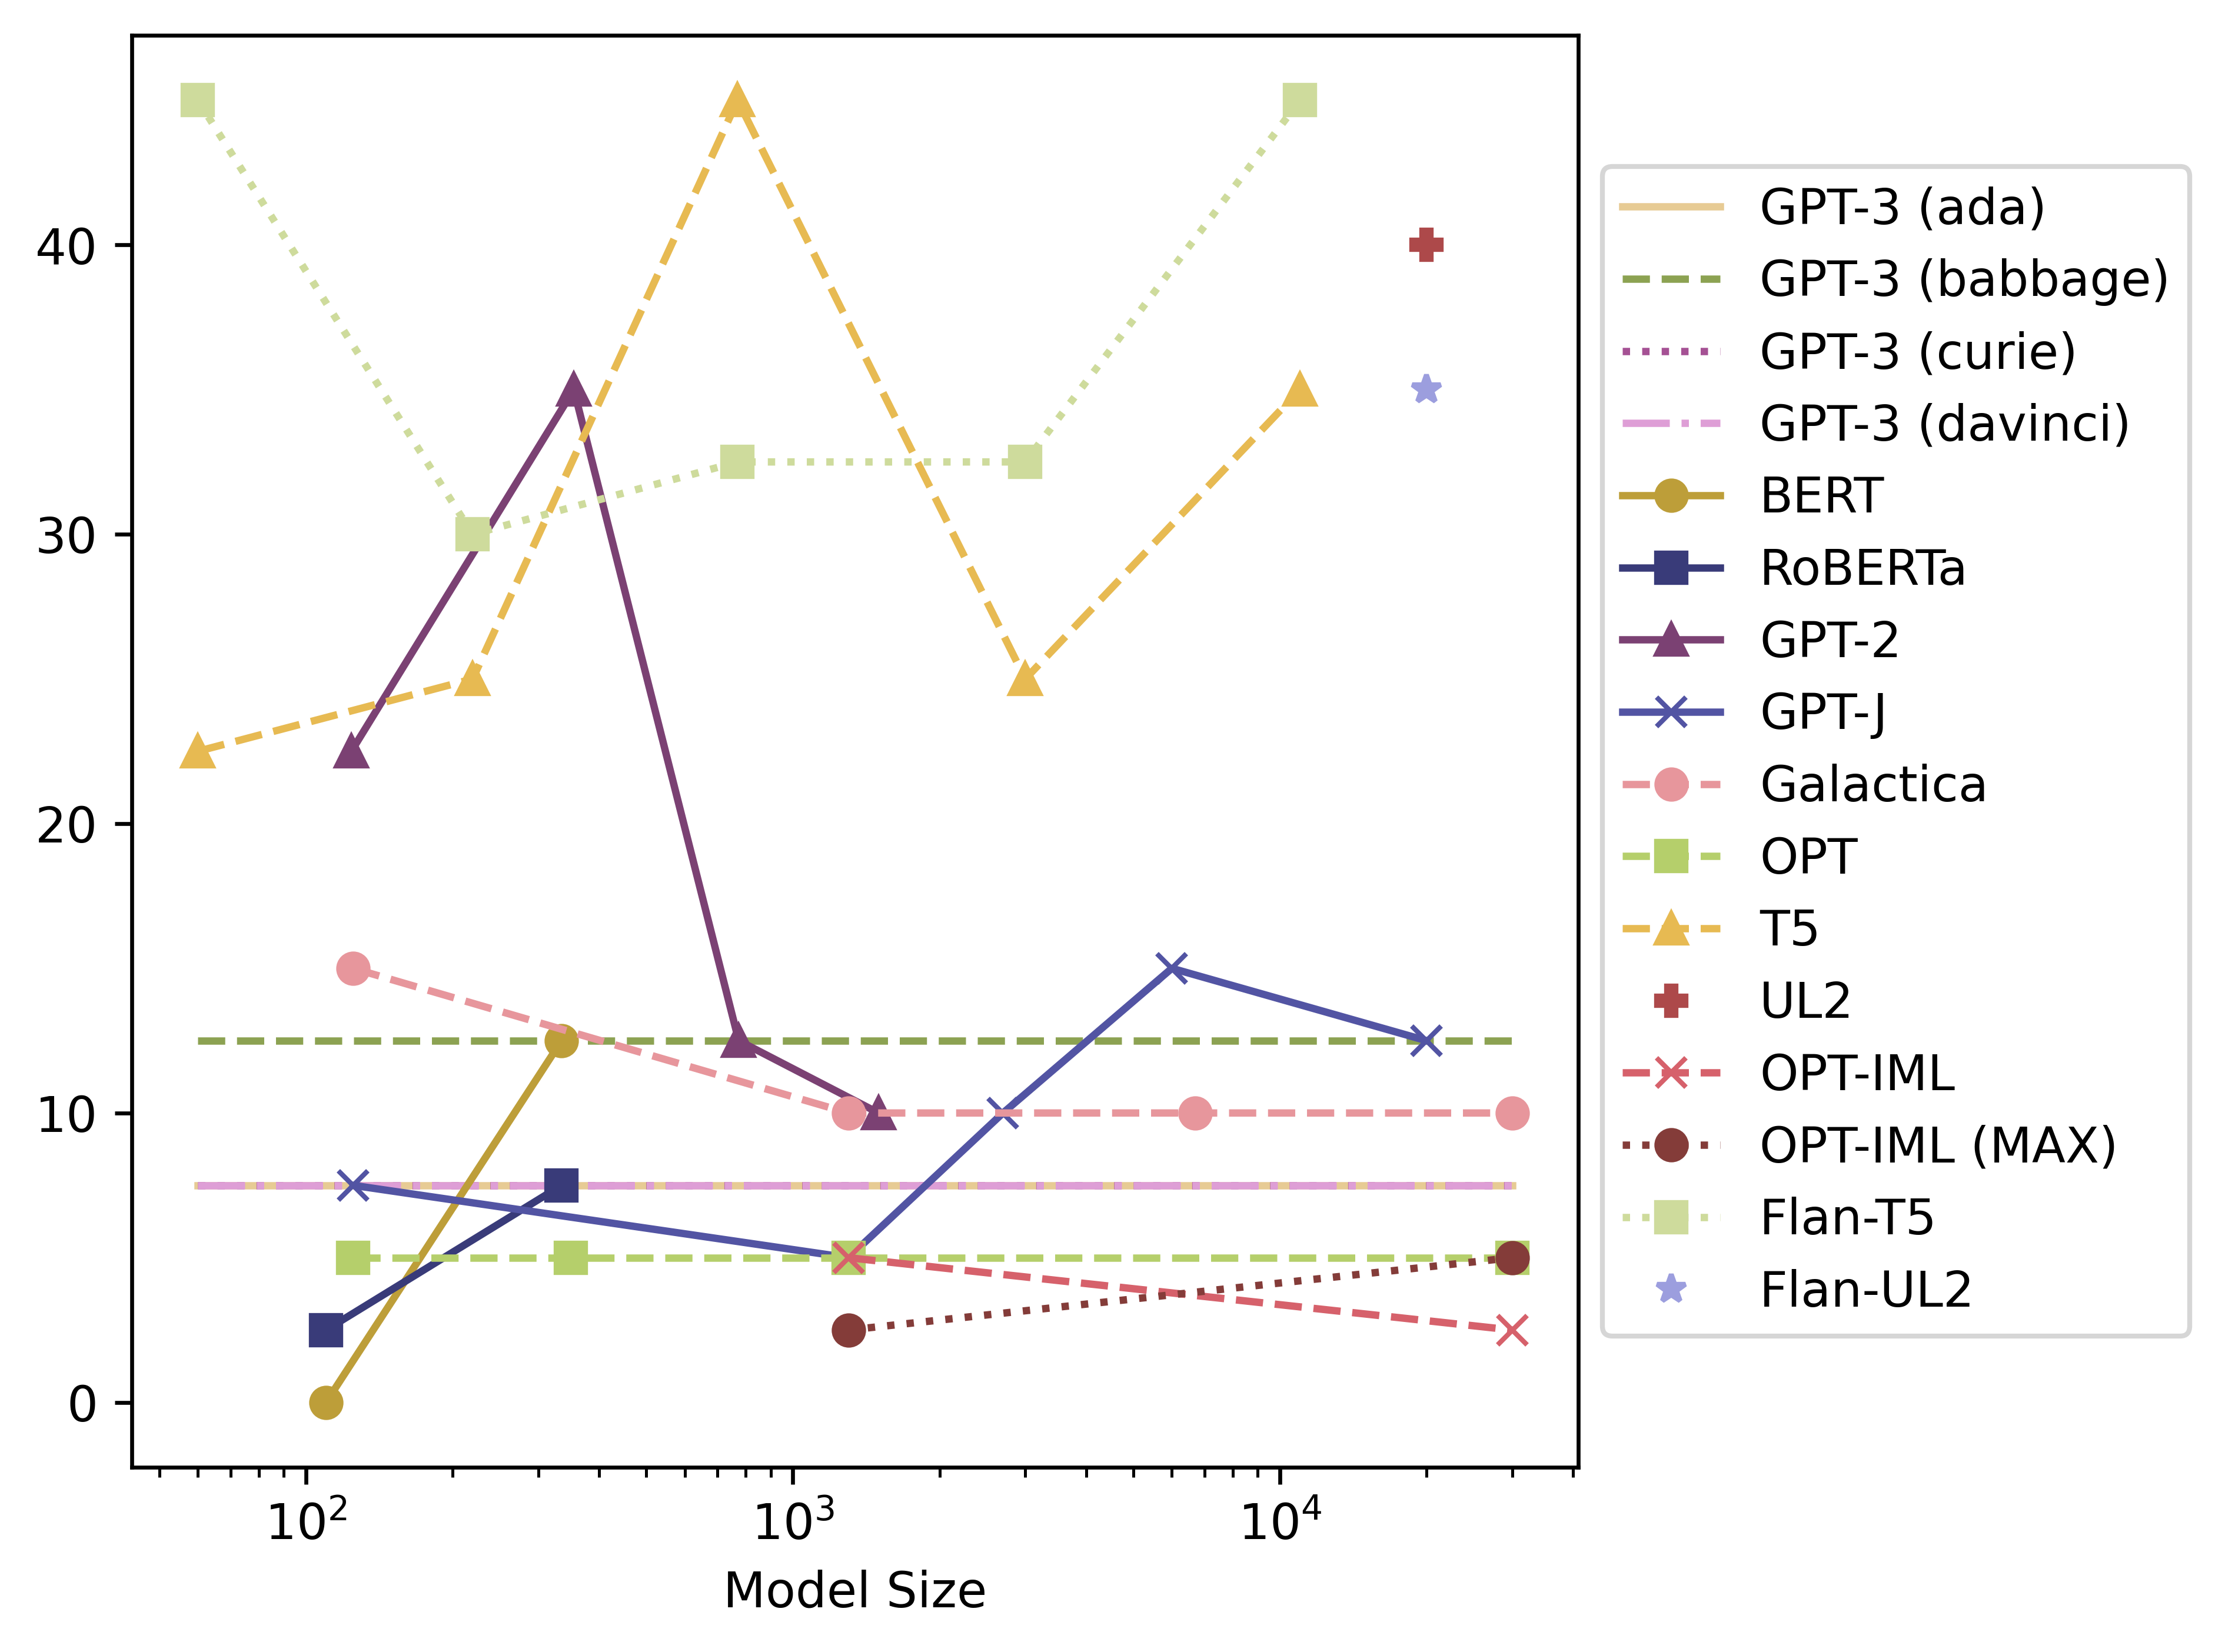 40
30
20
10
0
10²
10³
10⁴
Model Size
GPT-3 (ada)
GPT-3 (babbage)
GPT-3 (curie)
GPT-3 (davinci)
BERT
RoBERTa
GPT-2
GPT-J
Galactica
OPT
T5
UL2
OPT-IML
OPT-IML (MAX)
Flan-T5
Flan-UL2